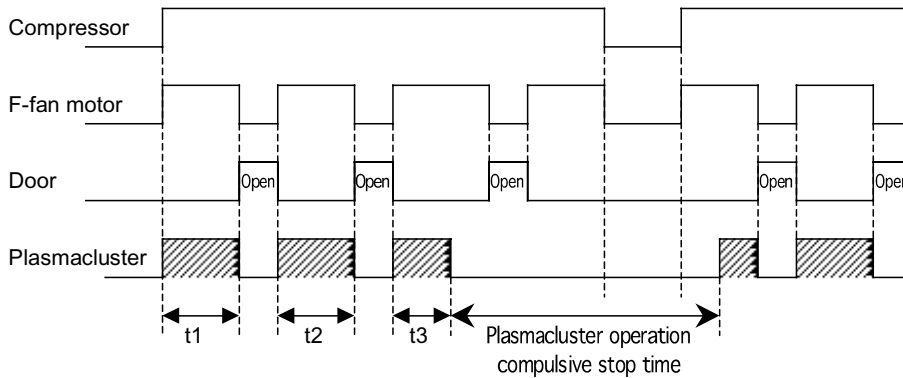 Compressor
F-fan motor
Door
Open
Open
Open
Open
Open
Plasmacluster
t1
t2
t3
Plasmacluster operation
compulsive stop time